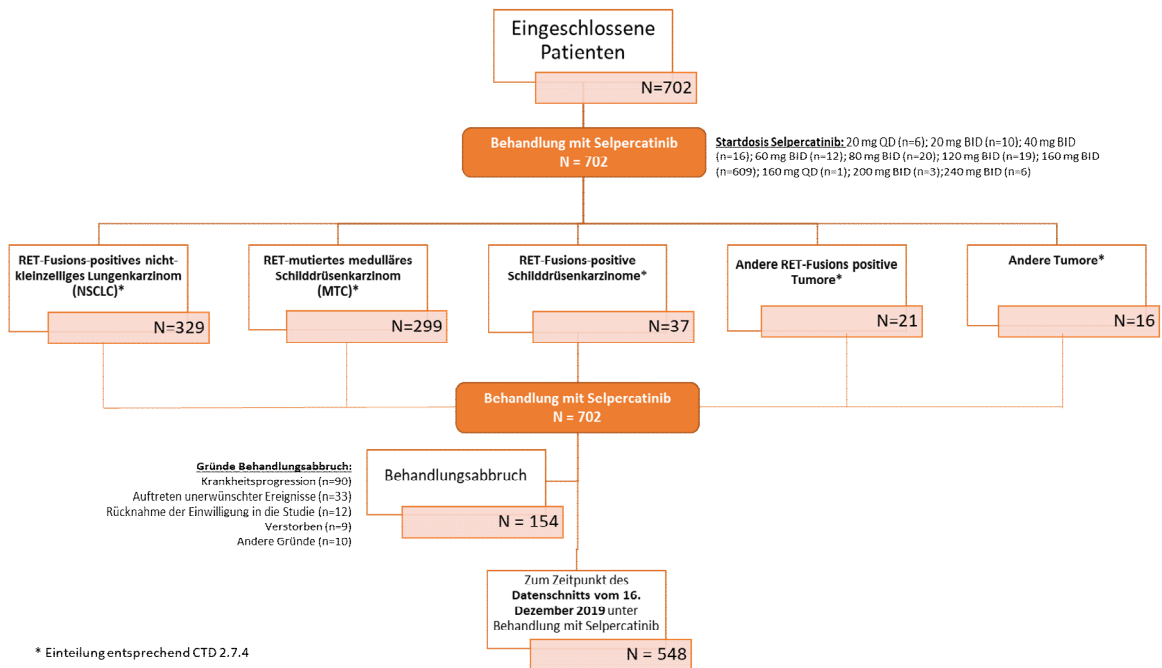 Eingeschlossene
Patienten
N=702
Behandlung mit Selpercatinib
N = 702
Startdosis Selpercatinib: 20 mg QD (n=6); 20 mg BID (n=10); 40 mg BID
(n=16); 60 mg BID (n=12); 80 mg BID (n=20); 120 mg BID (n=19); 160 mg BID
(n=609); 160 mg QD (n=1); 200 mg BID (n=3);240 mg BID (n=6)
RET-Fusions-positives nicht-
kleinzelliges Lungenkarzinom
(NSCLC)*
N=329
RET-mutiertes medulläres
Schilddrüsenkarzinom
(MTC)*
N=299
RET-Fusions-positive
Schilddrüsenkarzinome*
N=37
Andere RET-Fusions positive
Tumore*
N=21
Andere Tumore*
N=16
Behandlung mit Selpercatinib
N = 702
Gründe Behandlungsabbruch:
Krankheitsprogression (n=90)
Auftreten unerwünschter Ereignisse (n=33)
Rücknahme der Einwilligung in die Studie (n=12)
Verstorben (n=9)
Andere Gründe (n=10)
Behandlungsabbruch
N = 154
Zum Zeitpunkt des
Datenschnitts vom 16.
Dezember 2019 unter
Behandlung mit Selpercatinib
N = 548
* Einteilung entsprechend CTD 2.7.4